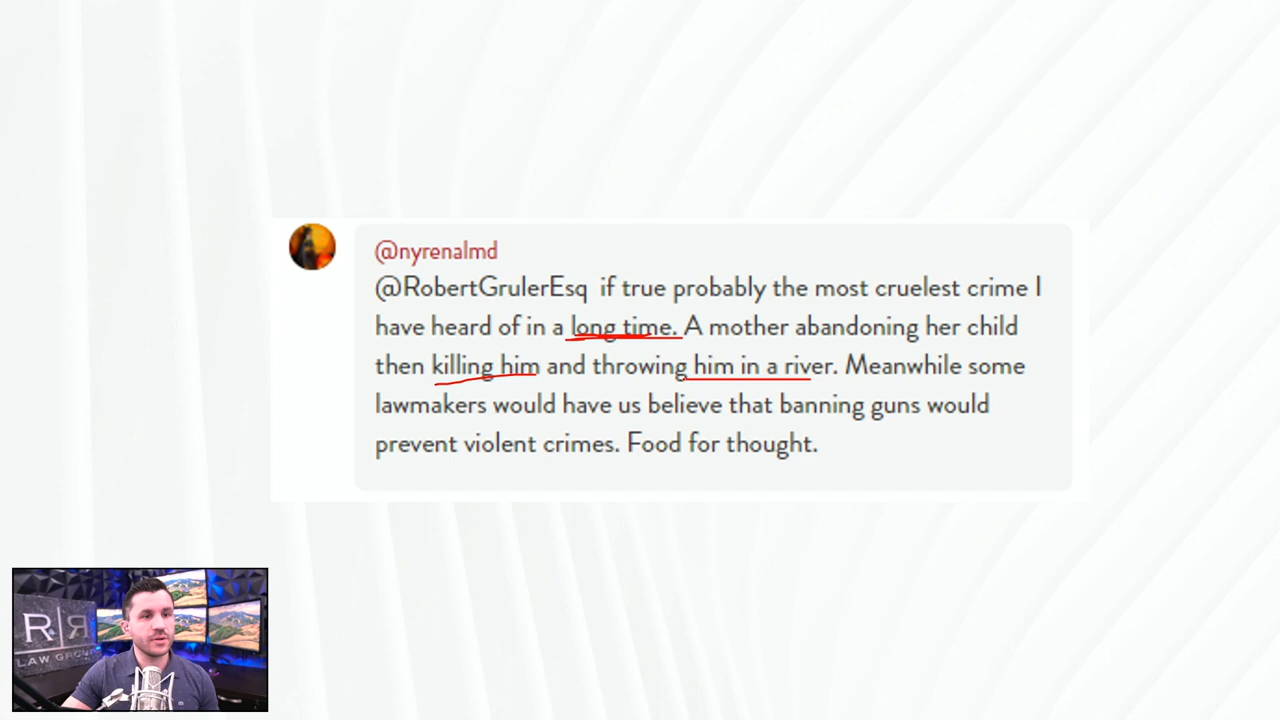 @nyrenalmd
@RobertGrulerEsq if true probably the most cruelest crime I
have heard of in a long time. A mother abandoning her child
then killing him and throwing him in a river. Meanwhile some
lawmakers would have us believe that banning guns would
prevent violent crimes. Food for thought.
R|R
LAW GROUP